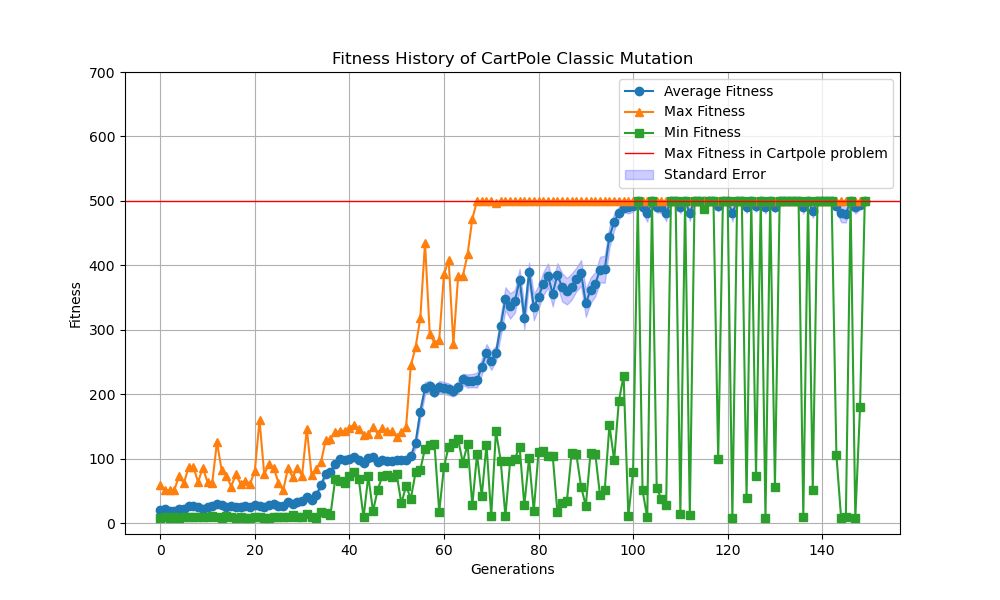 Fitness History of CartPole Classic Mutation
700
600
500
400
300
200
100
0
Fitness
Average Fitness
Max Fitness
Min Fitness
Max Fitness in Cartpole problem
Standard Error
0 20 40 60 80 100 120 140
Generations